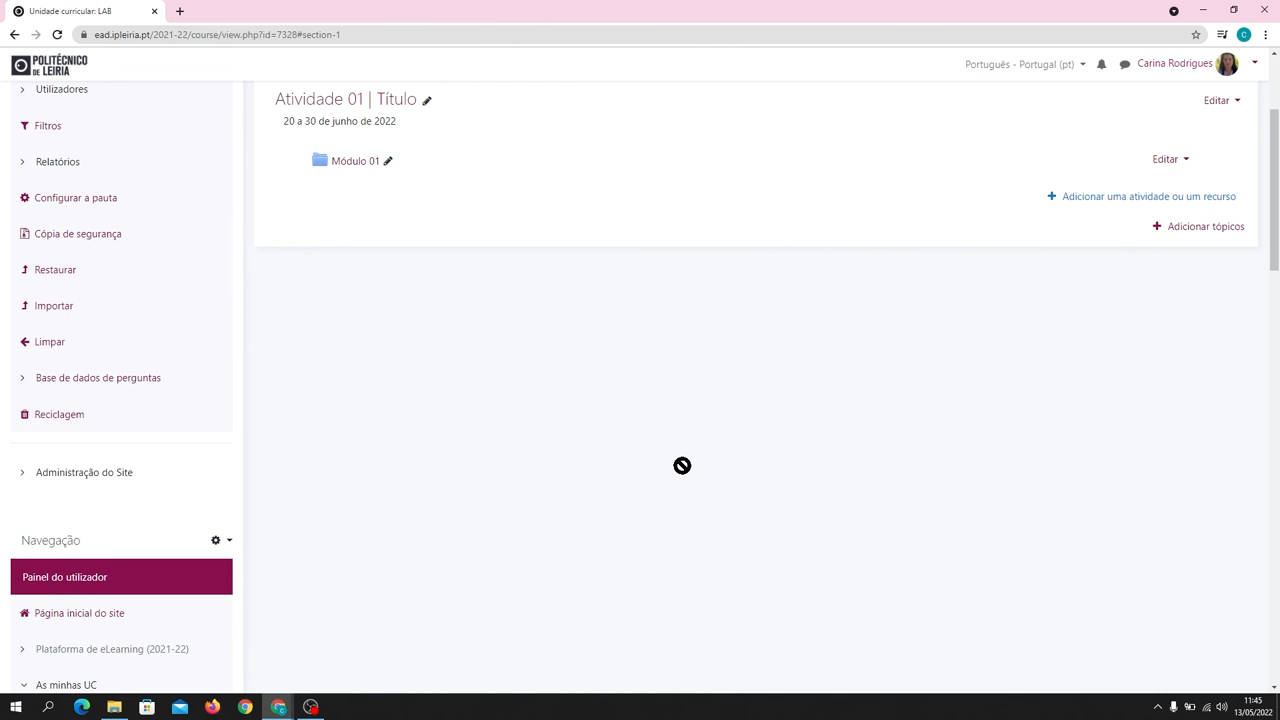 Unidade curricular: LAB
ead.ipleiria.pt/2021-22/course/view.php?id=7328#section-1
C
POLITÉCNICO
DE LEIRIA
Português - Portugal (pt)
Carina Rodrigues
Utilizadores
Filtros
Relatórios
Configurar a pauta
Cópia de segurança
Restaurar
Importar
Limpar
Base de dados de perguntas
Reciclagem
Administração do Site
Navegação
Painel do utilizador
Página inicial do site
Plataforma de eLearning (2021-22)
As minhas UC
Atividade 01 | Título
Editar
20 a 30 de junho de 2022
Módulo 01
Editar
Adicionar uma atividade ou um recurso
Adicionar tópicos
11:45
13/05/2022